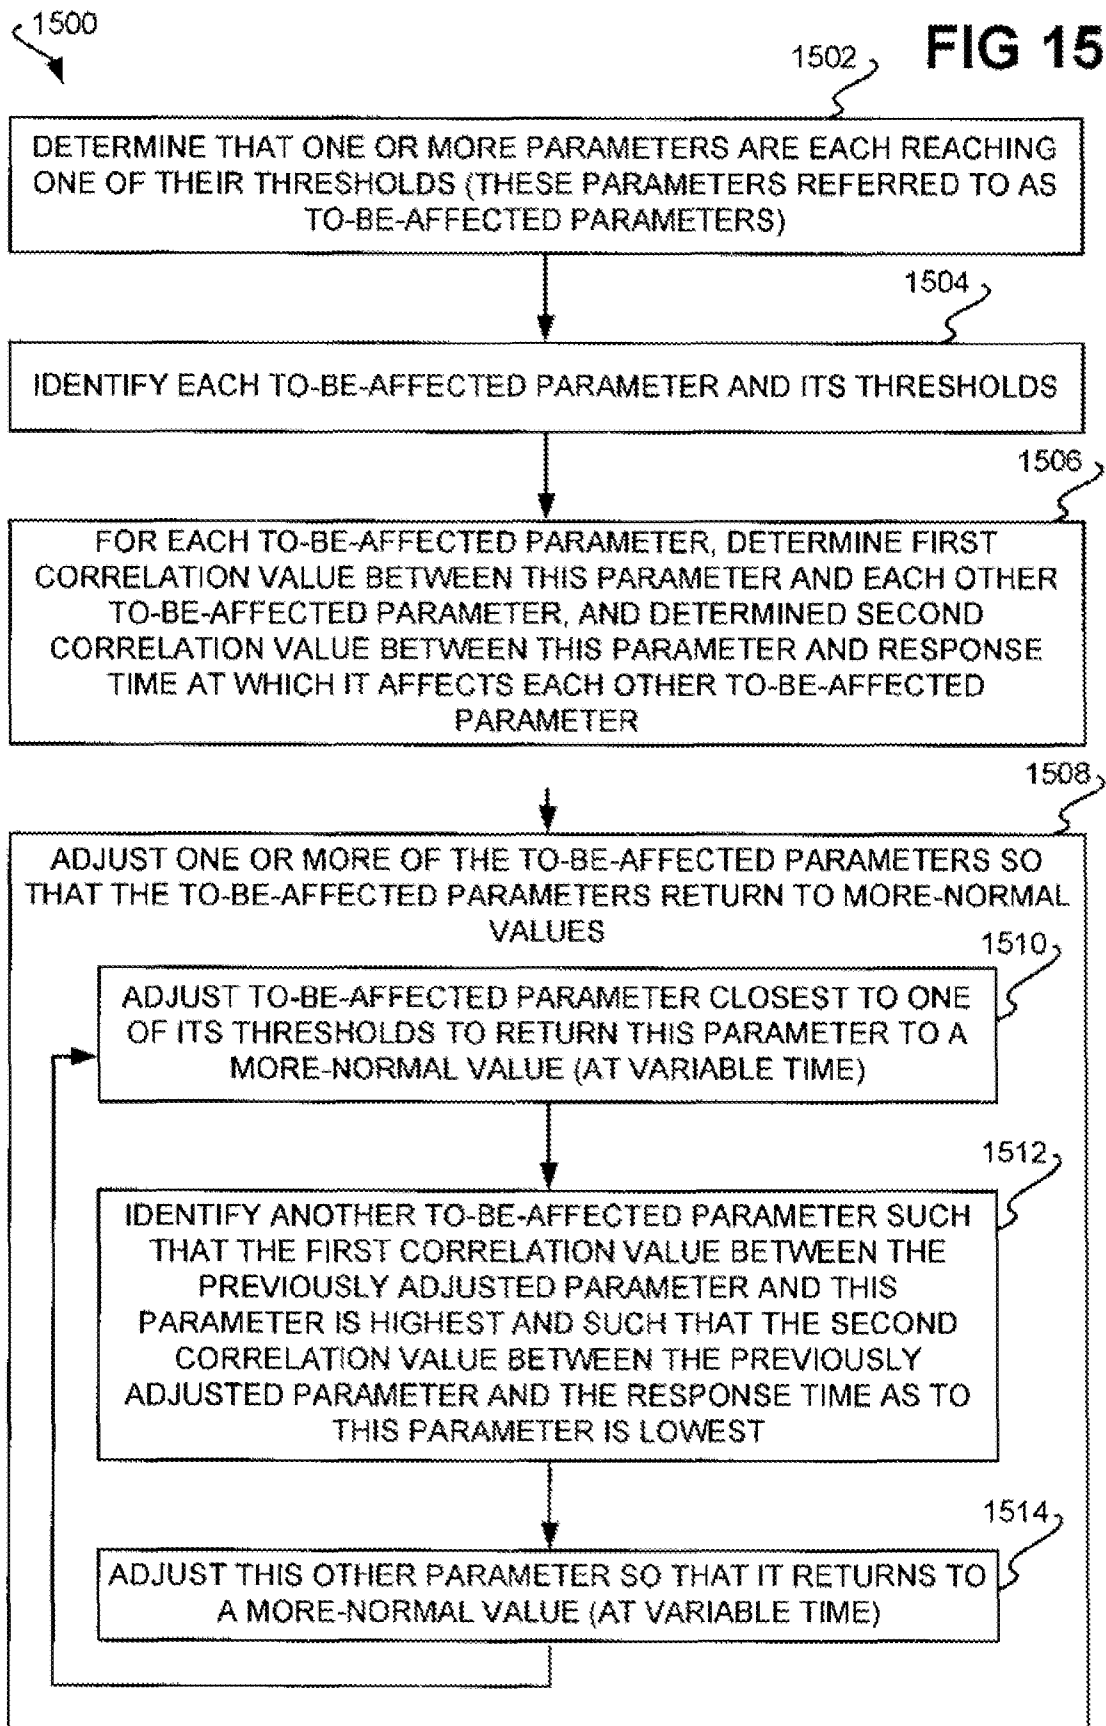 1500
FIG 15
1502
DETERMINE THAT ONE OR MORE PARAMETERS ARE EACH REACHING
ONE OF THEIR THRESHOLDS (THESE PARAMETERS REFERRED TO AS
TO-BE-AFFECTED PARAMETERS)
1504
IDENTIFY EACH TO-BE-AFFECTED PARAMETER AND ITS THRESHOLDS
1506
FOR EACH TO-BE-AFFECTED PARAMETER, DETERMINE FIRST
CORRELATION VALUE BETWEEN THIS PARAMETER AND EACH OTHER
TO-BE-AFFECTED PARAMETER, AND DETERMINED SECOND
CORRELATION VALUE BETWEEN THIS PARAMETER AND RESPONSE
TIME AT WHICH IT AFFECTS EACH OTHER TO-BE-AFFECTED
PARAMETER
1508
ADJUST ONE OR MORE OF THE TO-BE-AFFECTED PARAMETERS SO
THAT THE TO-BE-AFFECTED PARAMETERS RETURN TO MORE-NORMAL
VALUES
1510
ADJUST TO-BE-AFFECTED PARAMETER CLOSEST TO ONE
OF ITS THRESHOLDS TO RETURN THIS PARAMETER TO A
MORE-NORMAL VALUE (AT VARIABLE TIME)
1512
IDENTIFY ANOTHER TO-BE-AFFECTED PARAMETER SUCH
THAT THE FIRST CORRELATION VALUE BETWEEN THE
PREVIOUSLY ADJUSTED PARAMETER AND THIS
PARAMETER IS HIGHEST AND SUCH THAT THE SECOND
CORRELATION VALUE BETWEEN THE PREVIOUSLY
ADJUSTED PARAMETER AND THE RESPONSE TIME AS TO
THIS PARAMETER IS LOWEST
1514
ADJUST THIS OTHER PARAMETER SO THAT IT RETURNS TO
A MORE-NORMAL VALUE (AT VARIABLE TIME)